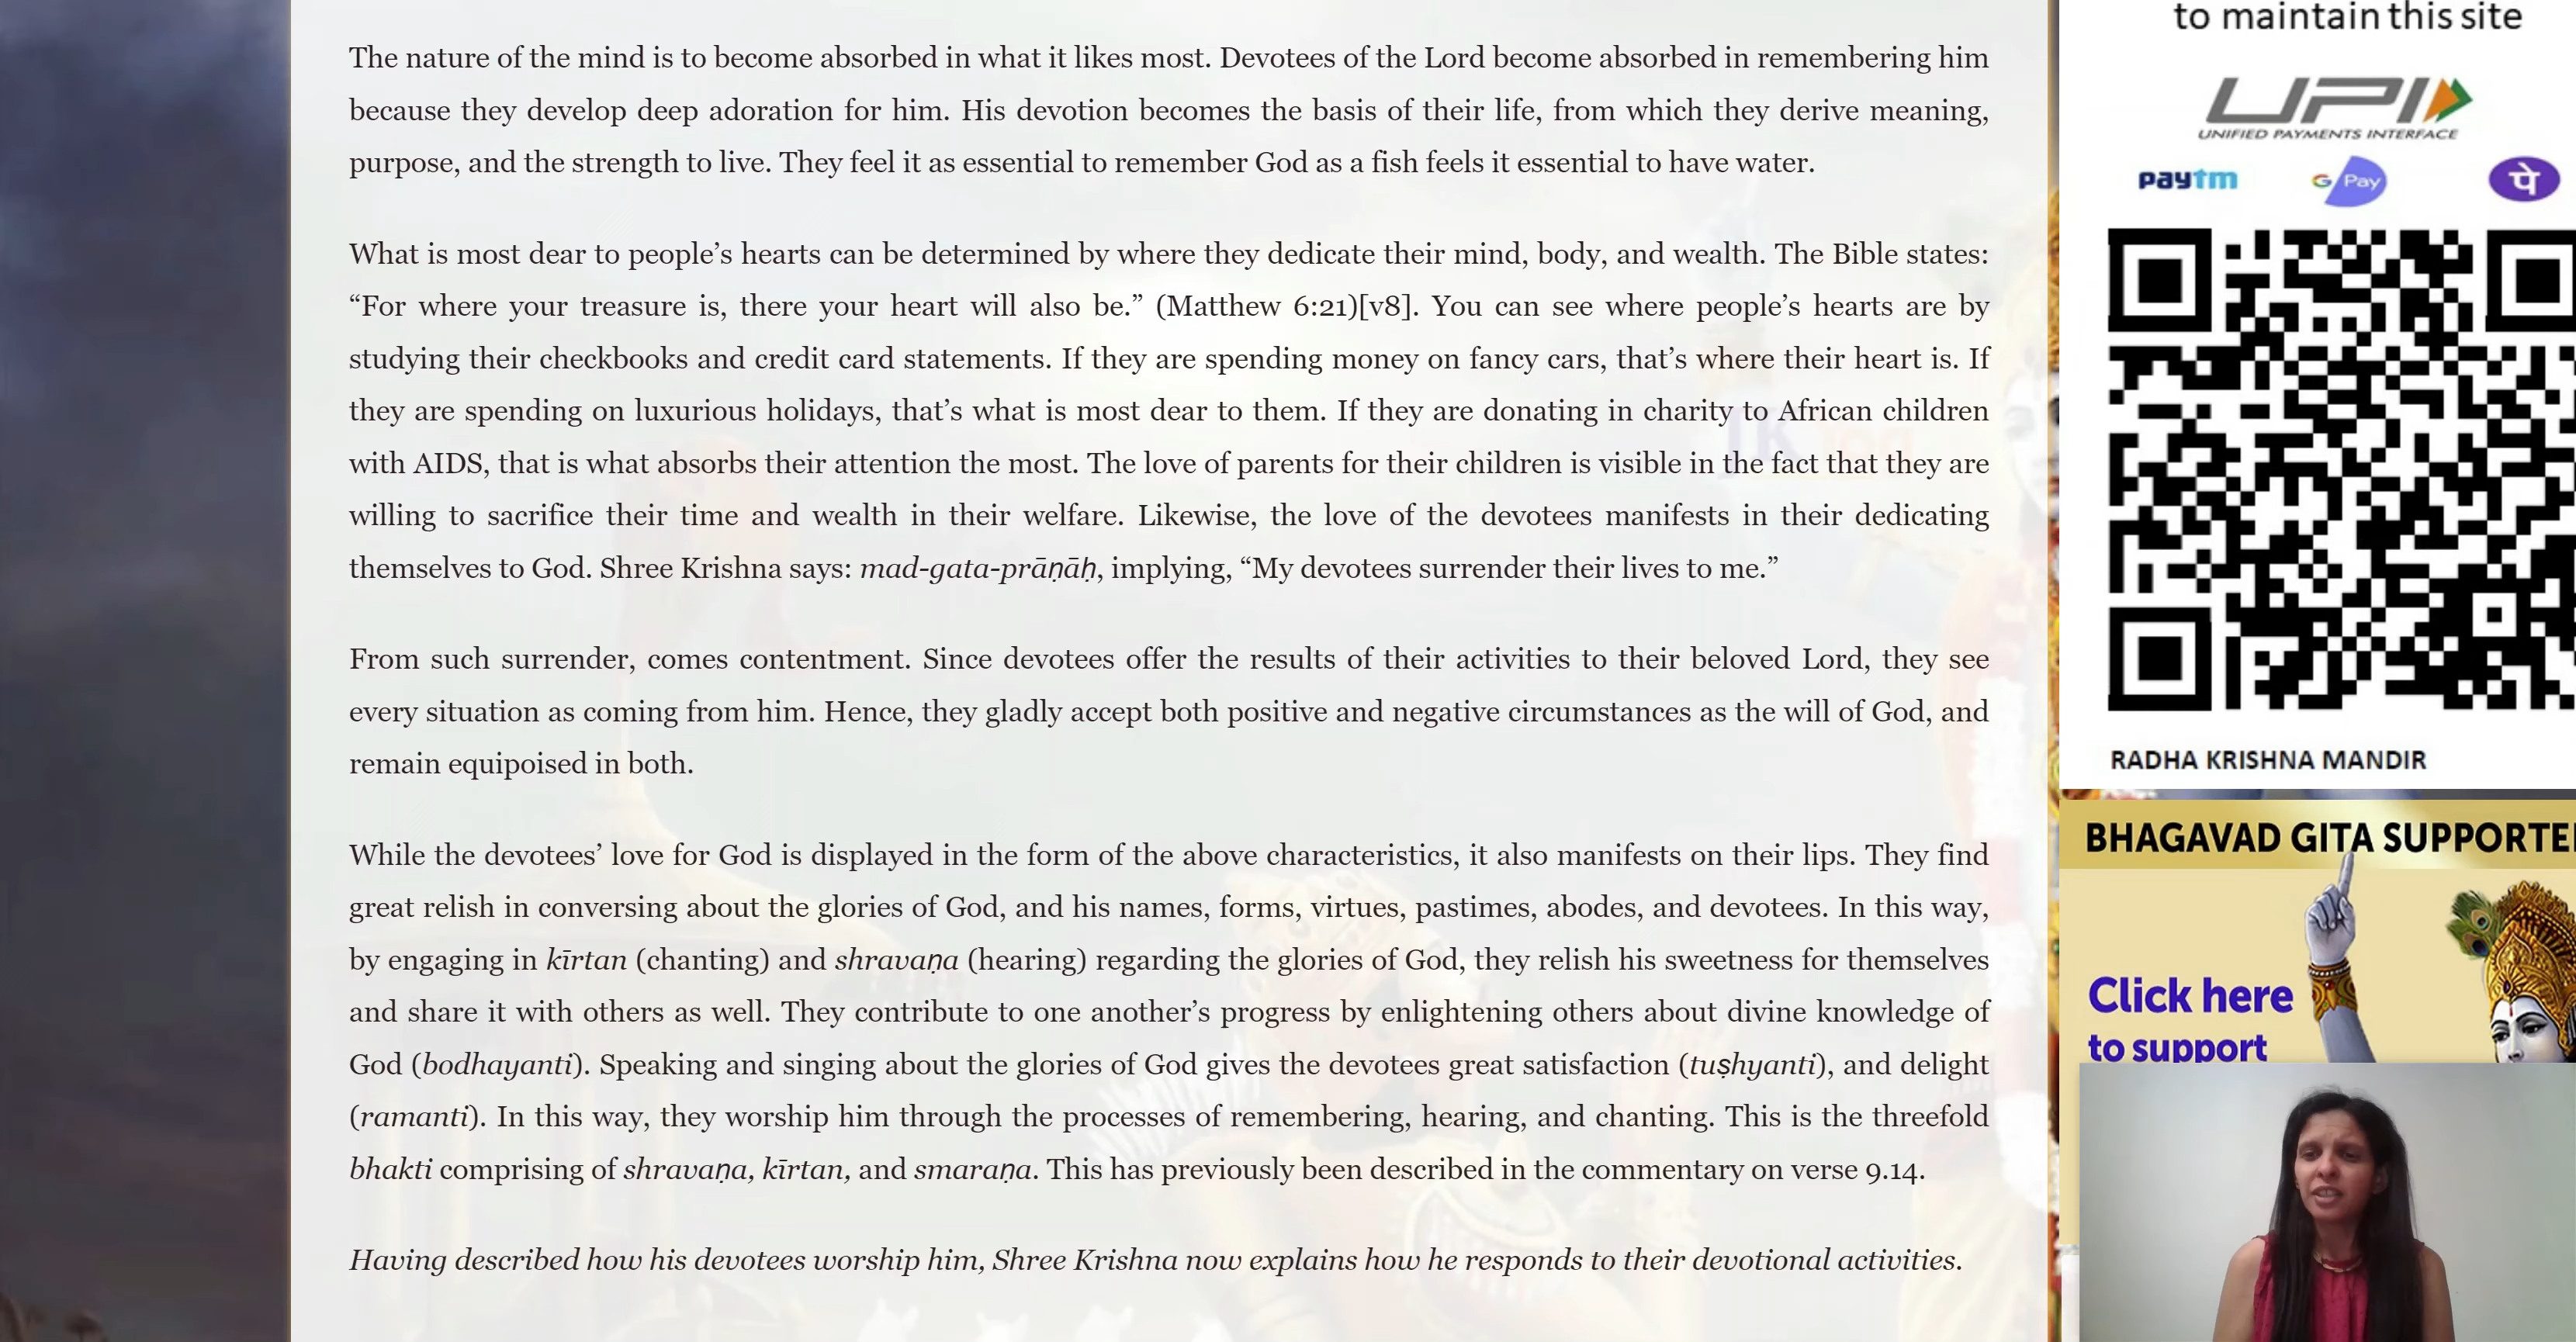 The nature of the mind is to become absorbed in what it likes most. Devotees of the Lord become absorbed in remembering him
because they develop deep adoration for him. His devotion becomes the basis of their life, from which they derive meaning,
purpose, and the strength to live. They feel it as essential to remember God as a fish feels it essential to have water.
What is most dear to people’s hearts can be determined by where they dedicate their mind, body, and wealth. The Bible states:
“For where your treasure is, there your heart will also be.” (Matthew 6:21)[v8]. You can see where people’s hearts are by
studying their checkbooks and credit card statements. If they are spending money on fancy cars, that’s where their heart is. If
they are spending on luxurious holidays, that’s what is most dear to them. If they are donating in charity to African children
with AIDS, that is what absorbs their attention the most. The love of parents for their children is visible in the fact that they are
willing to sacrifice their time and wealth in their welfare. Likewise, the love of the devotees manifests in their dedicating
themselves to God. Shree Krishna says: mad-gata-prāṇāḥ, implying, “My devotees surrender their lives to me.”
From such surrender, comes contentment. Since devotees offer the results of their activities to their beloved Lord, they see
every situation as coming from him. Hence, they gladly accept both positive and negative circumstances as the will of God, and
remain equipoised in both.
While the devotees’ love for God is displayed in the form of the above characteristics, it also manifests on their lips. They find
great relish in conversing about the glories of God, and his names, forms, virtues, pastimes, abodes, and devotees. In this way,
by engaging in kīrtan (chanting) and shravaṇa (hearing) regarding the glories of God, they relish his sweetness for themselves
and share it with others as well. They contribute to one another’s progress by enlightening others about divine knowledge of
God (bodhayanti). Speaking and singing about the glories of God gives the devotees great satisfaction (tuṣhyanti), and delight
(ramanti). In this way, they worship him through the processes of remembering, hearing, and chanting. This is the threefold
bhakti comprising of shravaṇa, kīrtan, and smaraṇa. This has previously been described in the commentary on verse 9.14.
Having described how his devotees worship him, Shree Krishna now explains how he responds to their devotional activities.
to maintain this site
UPI
UNIFIED PAYMENTS INTERFACE
paytm
G Pay
पे
RADHA KRISHNA MANDIR
BHAGAVAD GITA SUPPORTE
Click here
to support